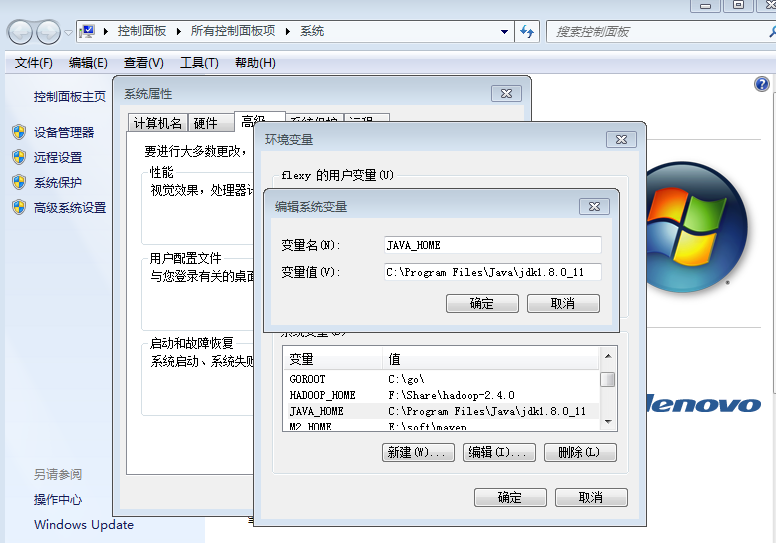 控制面板 所有控制面板项 系统
搜索控制面板
文件(F) 编辑(E) 查看(V) 工具(T) 帮助(H)
控制面板主页
设备管理器
远程设置
系统保护
高级系统设置
另请参阅
操作中心
Windows Update
系统属性
计算机名 硬件 高级 系统保护 远程
要进行大多数更改，
性能
视觉效果，处理器
用户配置文件
与您登录有关的桌面
启动和故障恢复
系统启动、系统失败
环境变量
flexy 的用户变量(U)
编辑系统变量
变量名(N): JAVA_HOME
变量值(V): C:\Program Files\Java\jdk1.8.0_11
确定 取消
系统变量(S)
变量 值
GOROOT C:\go\
HADOOP_HOME F:\Share\hadoop-2.4.0
JAVA_HOME C:\Program Files\Java\jdk1.8.0_11
M2_HOME F:\soft\maven
新建(W)... 编辑(I)... 删除(L)
确定 取消
lenovo